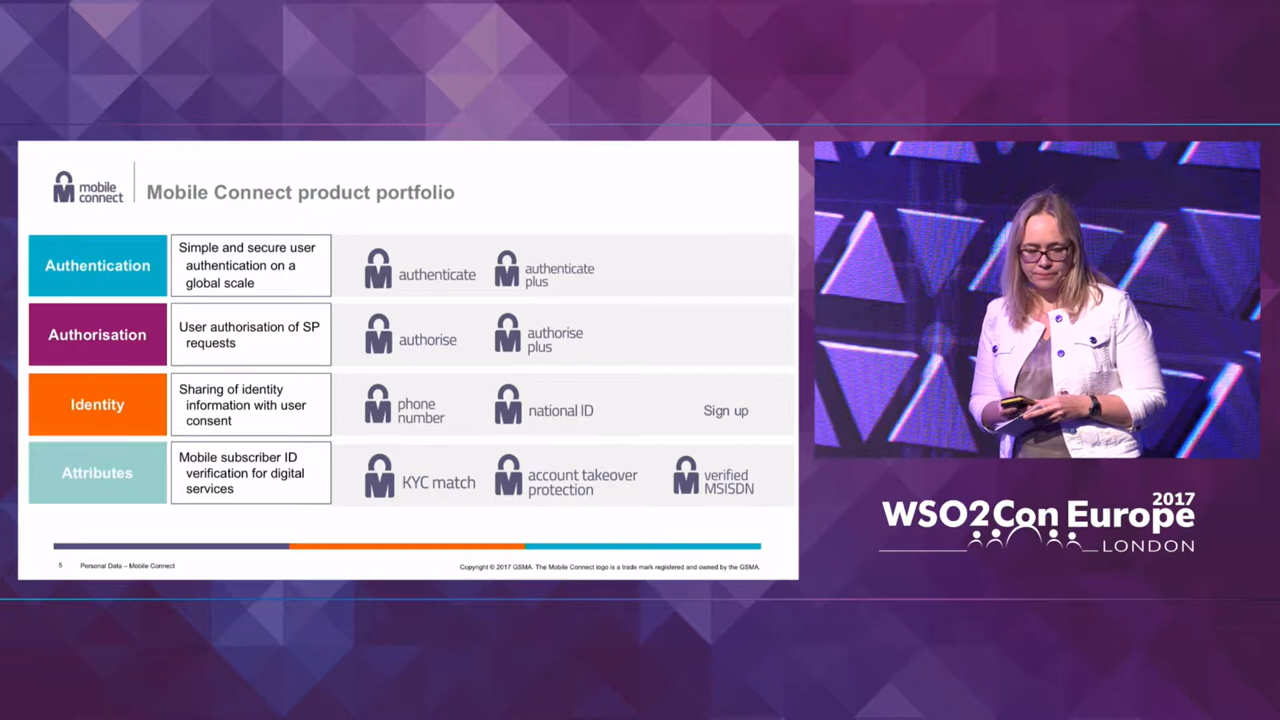 mobile
connect
Mobile Connect product portfolio
Authentication
Simple and secure user
authentication on a
global scale
authenticate
authenticate
plus
Authorisation
User authorisation of SP
requests
authorise
authorise
plus
Identity
Sharing of identity
information with user
consent
phone
number
national ID
Sign up
Attributes
Mobile subscriber ID
verification for digital
services
KYC match
account takeover
protection
verified
MSISDN
5 Personal Data – Mobile Connect
Copyright © 2017 GSMA. The Mobile Connect logo is a trade mark registered and owned by the GSMA.
2017
WSO2Con Europe
LONDON